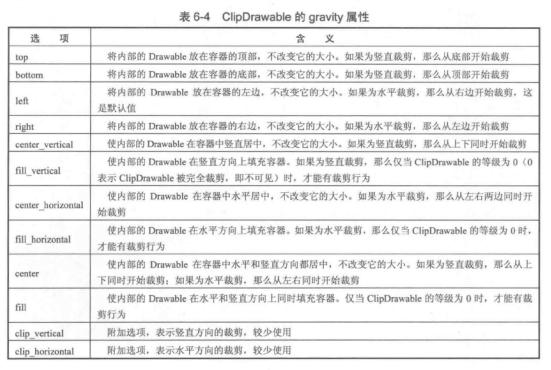 表 6-4 ClipDrawable 的 gravity 属性
选 项 含 义
top 将内部的 Drawable 放在容器的顶部，不改变它的大小。如果为竖直裁剪，那么从底部开始裁剪
bottom 将内部的 Drawable 放在容器的底部，不改变它的大小。如果为竖直裁剪，那么从顶部开始裁剪
left 将内部的 Drawable 放在容器的左边，不改变它的大小。如果为水平裁剪，那么从右边开始裁剪，这
是默认值
right 将内部的 Drawable 放在容器的右边，不改变它的大小。如果为水平裁剪，那么从左边开始裁剪
center_vertical 使内部的 Drawable 在容器中竖直居中，不改变它的大小。如果为竖直裁剪，那么从上下同时开始裁剪
fill_vertical 使内部的 Drawable 在竖直方向上填充容器。如果为竖直裁剪，那么仅当 ClipDrawable 的等级为 0（0
表示 ClipDrawable 被完全裁剪，即不可见）时，才能有裁剪行为
center_horizontal 使内部的 Drawable 在容器中水平居中，不改变它的大小。如果为水平裁剪，那么从左右两边同时开
始裁剪
fill_horizontal 使内部的 Drawable 在水平方向上填充容器。如果为水平裁剪，那么仅当 ClipDrawable 的等级为 0 时，
才能有裁剪行为
center 使内部的 Drawable 在容器中水平和竖直方向都居中，不改变它的大小。如果为竖直裁剪，那么从上
下同时开始裁剪；如果为水平裁剪，那么从左右同时开始裁剪
fill 使内部的 Drawable 在水平和竖直方向上同时填充容器。仅当 ClipDrawable 的等级为 0 时，才能有裁
剪行为
clip_vertical 附加选项，表示竖直方向的裁剪，较少使用
clip_horizontal 附加选项，表示水平方向的裁剪，较少使用